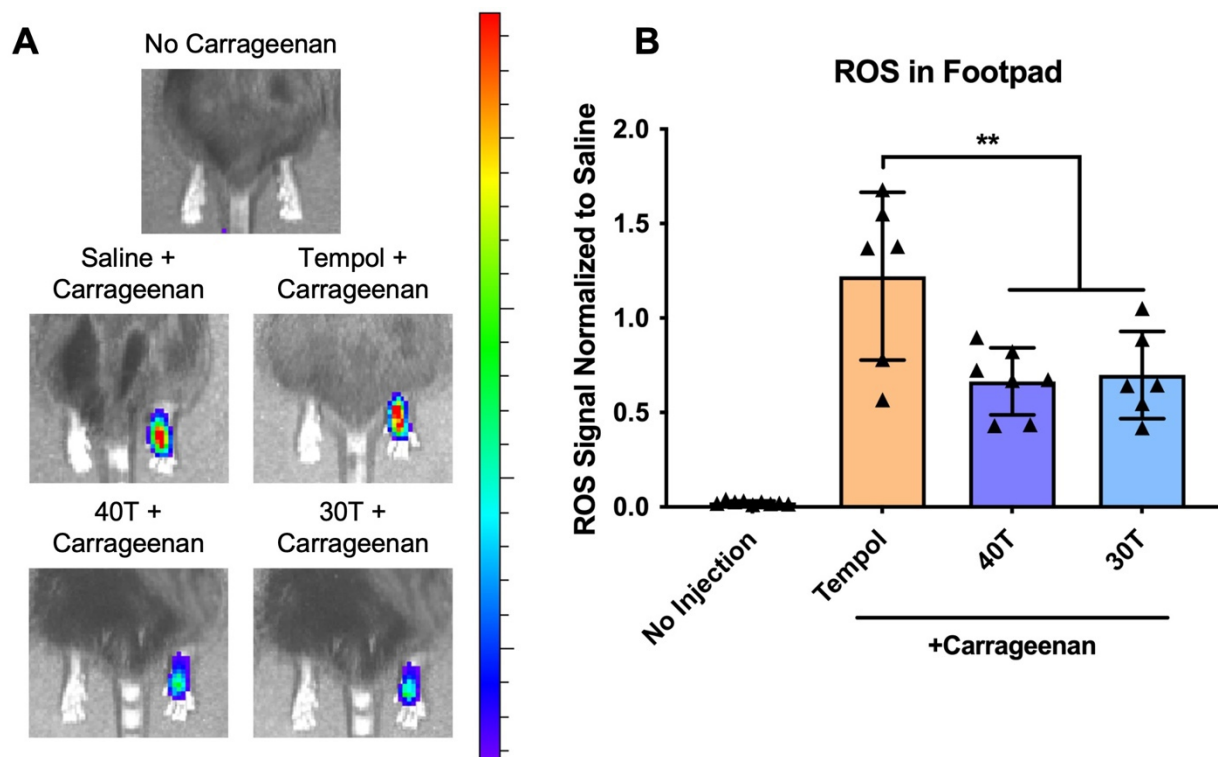 A
No Carrageenan
Saline +
Carrageenan
Tempol +
Carrageenan
40T +
Carrageenan
30T +
Carrageenan
B
ROS in Footpad
ROS Signal Normalized to Saline
2.0
1.5
1.0
0.5
0.0
**
No Injection
Tempol
40T
30T
+Carrageenan